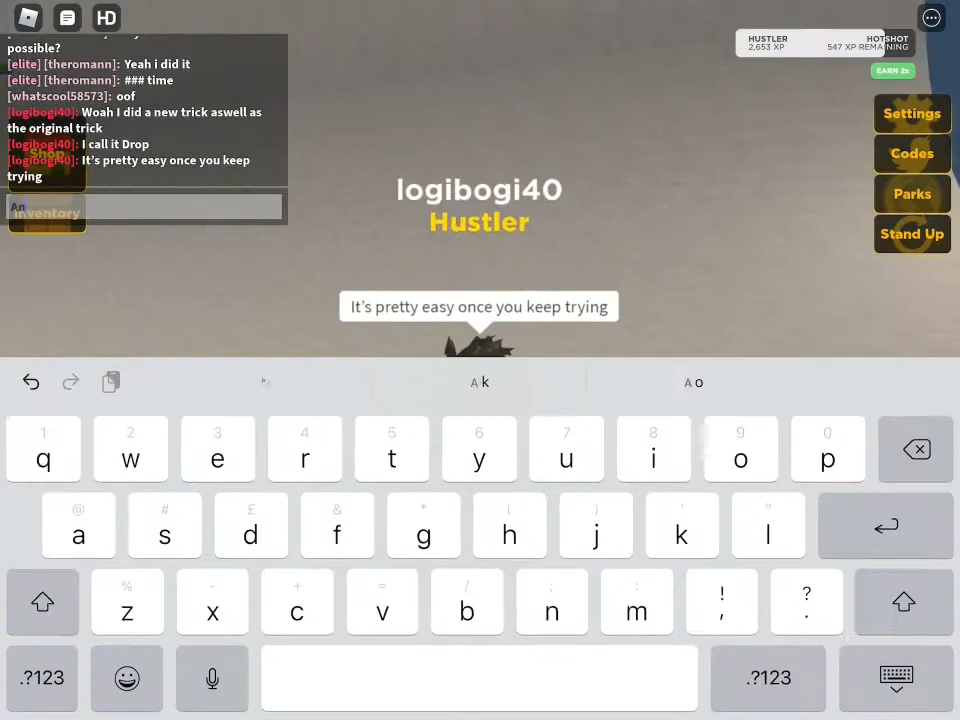 HD
possible?
[elite] [theromann]: Yeah i did it
[elite] [theromann]: ### time
[whatscool58573]: oof
[logibogi40]: Woah I did a new trick aswell as
the original trick
[logibogi40]: I call it Drop
[logibogi40]: It's pretty easy once you keep
trying
Shop
An
Inventory
HUSTLER
2,653 XP
HOTSHOT
547 XP REMAINING
EARN 2x
Settings
Codes
Parks
Stand Up
logibogi40
Hustler
It's pretty easy once you keep trying
A k
A o
1 2 3 4 5 6 7 8 9 0
q w e r t y u i o p
@ # £ & * ( ) ' "
a s d f g h j k l
% - + = / ; : ! ?
z x c v b n m , .
.?123 .?123